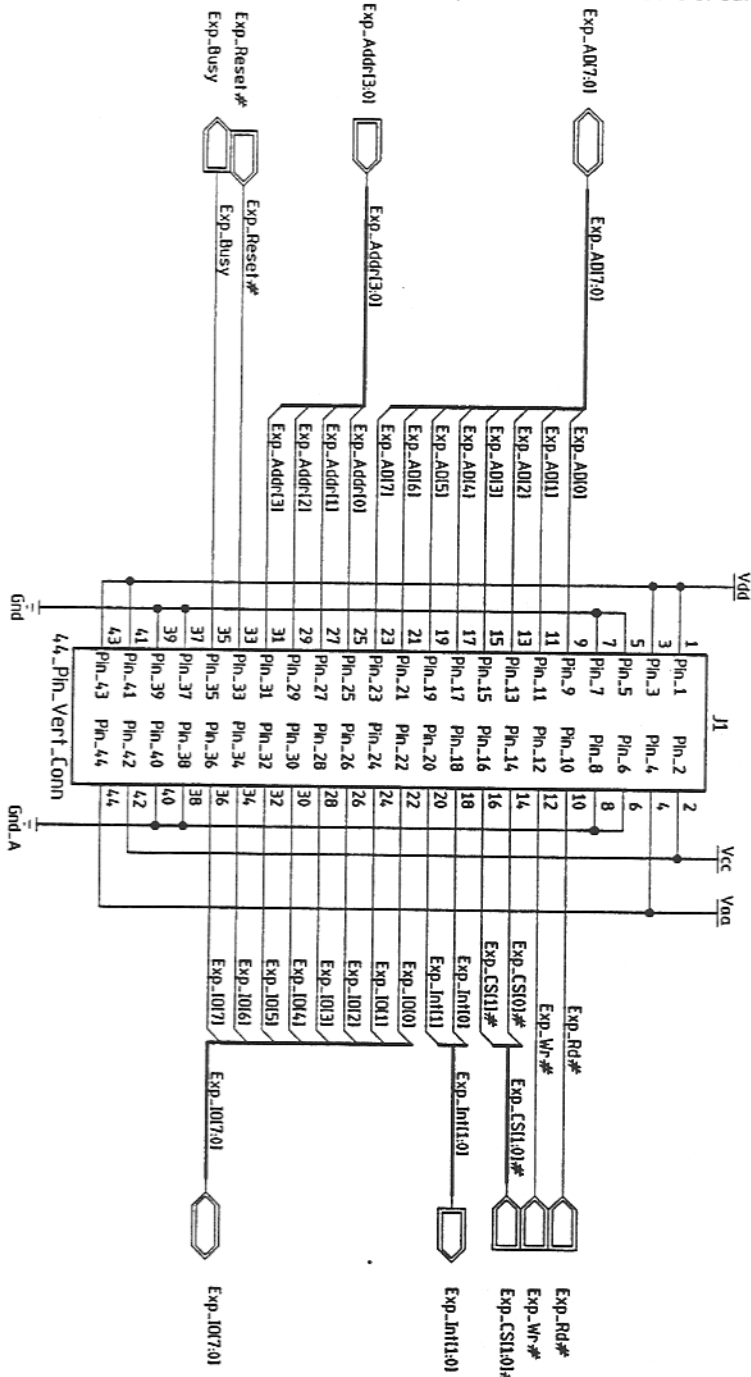 Vdd
J1
Vcc
Vaa
Exp_AD[7:0]
Exp_AD[7:0]
Exp_AD[0]
Exp_AD[1]
Exp_AD[2]
Exp_AD[3]
Exp_AD[4]
Exp_AD[5]
Exp_AD[6]
Exp_AD[7]
Exp_Addr[3:0]
Exp_Addr[3:0]
Exp_Addr[0]
Exp_Addr[1]
Exp_Addr[2]
Exp_Addr[3]
Exp_Reset#
Exp_Reset#
Exp_Busy
Exp_Busy
Gnd
1 Pin_1 Pin_2 2
3 Pin_3 Pin_4 4
5 Pin_5 Pin_6 6
7 Pin_7 Pin_8 8
9 Pin_9 Pin_10 10
11 Pin_11 Pin_12 12
13 Pin_13 Pin_14 14
15 Pin_15 Pin_16 16
17 Pin_17 Pin_18 18
19 Pin_19 Pin_20 20
21 Pin_21 Pin_22 22
23 Pin_23 Pin_24 24
25 Pin_25 Pin_26 26
27 Pin_27 Pin_28 28
29 Pin_29 Pin_30 30
31 Pin_31 Pin_32 32
33 Pin_33 Pin_34 34
35 Pin_35 Pin_36 36
37 Pin_37 Pin_38 38
39 Pin_39 Pin_40 40
41 Pin_41 Pin_42 42
43 Pin_43 Pin_44 44
44_Pin_Vert_Conn
Gnd_A
Exp_Rd#
Exp_Rd#
Exp_Wr#
Exp_Wr#
Exp_CS[0]#
Exp_CS[1]#
Exp_CS[1:0]#
Exp_CS[1:0]#
Exp_Int[0]
Exp_Int[1]
Exp_Int[1:0]
Exp_Int[1:0]
Exp_IO[0]
Exp_IO[1]
Exp_IO[2]
Exp_IO[3]
Exp_IO[4]
Exp_IO[5]
Exp_IO[6]
Exp_IO[7]
Exp_IO[7:0]
Exp_IO[7:0]